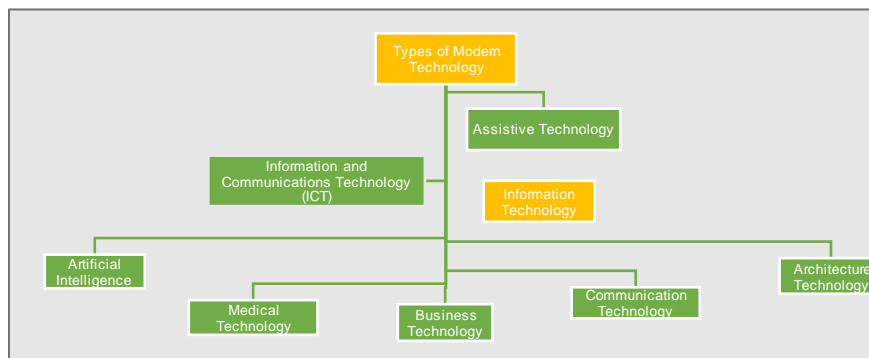 Types of Modern
Technology
Assistive Technology
Information and
Communications Technology
(ICT)
Information
Technology
Artificial
Intelligence
Architecture
Technology
Medical
Technology
Business
Technology
Communication
Technology